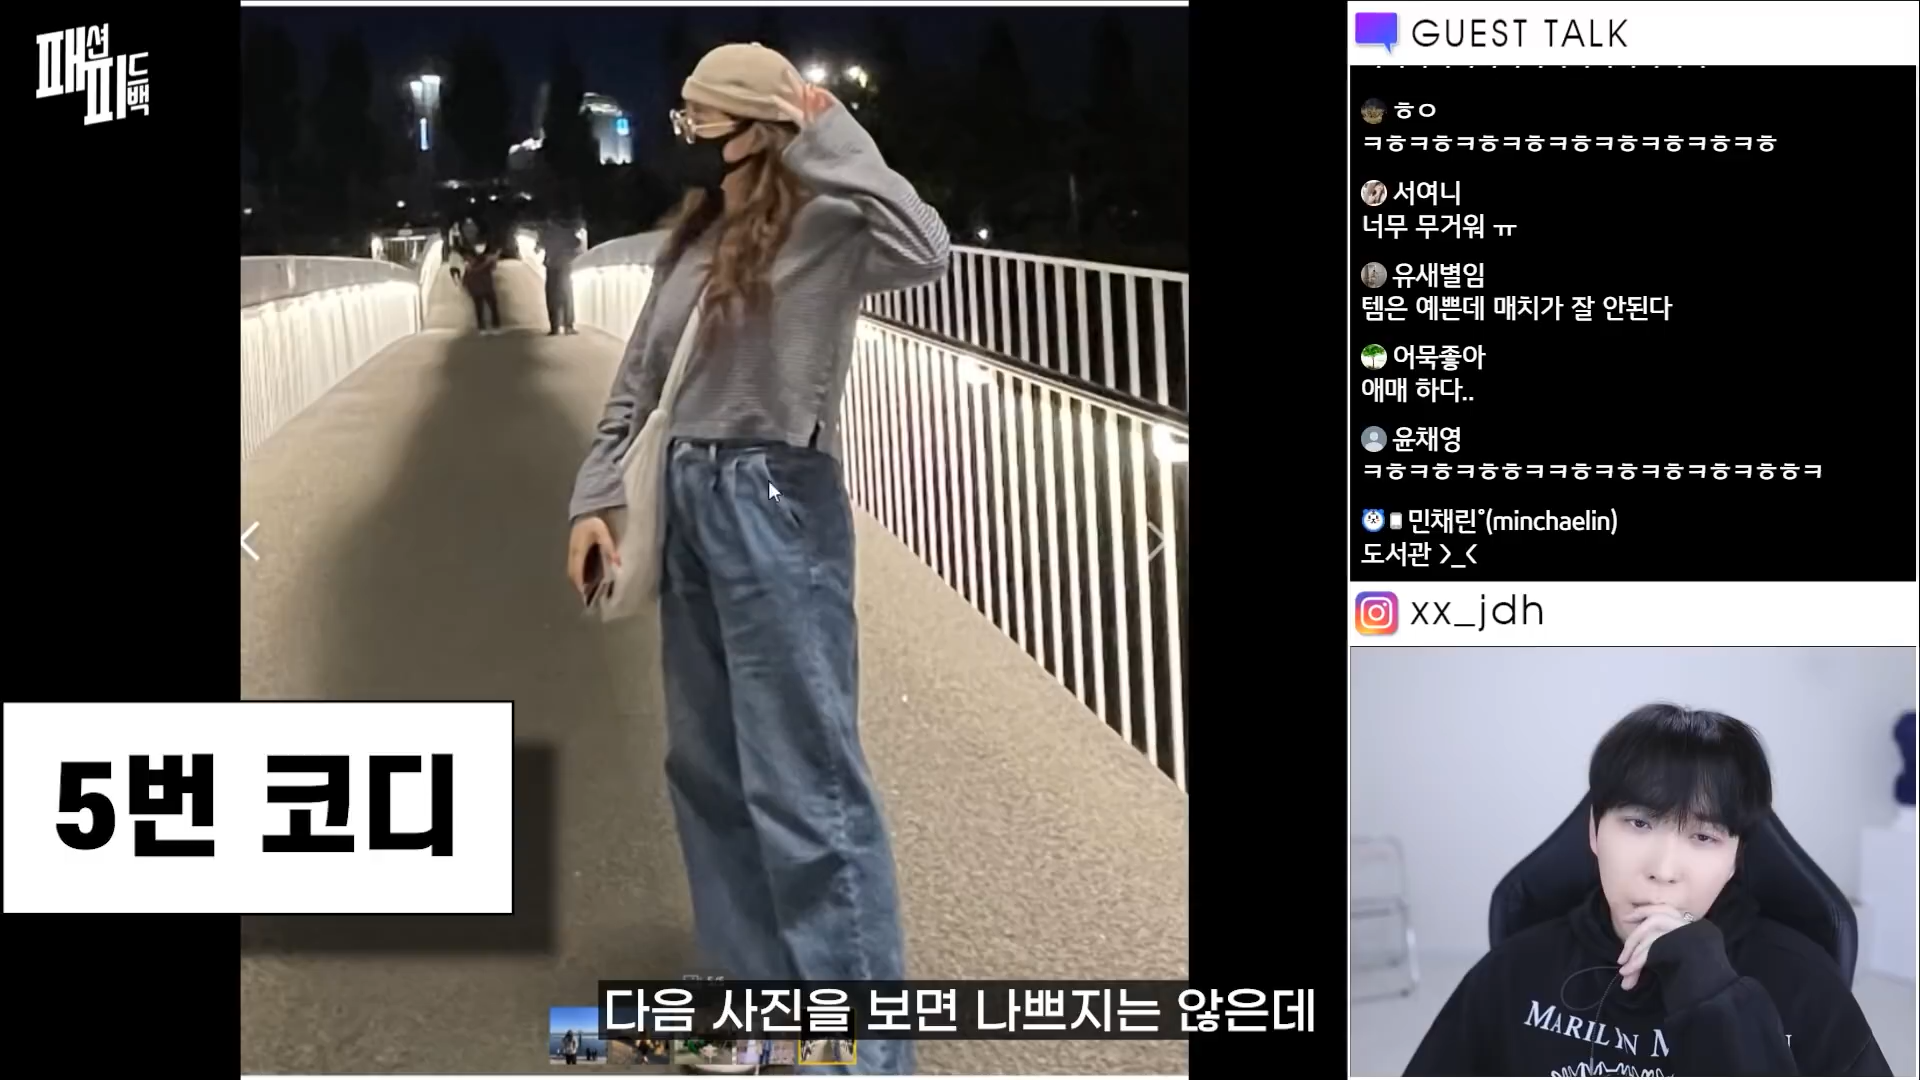 패션
피드백
GUEST TALK
ㅎㅇ
ㅋㅎㅋㅎㅋㅎㅋㅎㅋㅎㅋㅎㅋㅎㅋㅎㅋㅎ
서여니
너무 무거워 ㅠ
유새별임
템은 예쁜데 매치가 잘 안된다
어묵좋아
애매 하다..
윤채영
ㅋㅎㅋㅎㅋㅎㅎㅋㅋㅎㅋㅎㅋㅎㅋㅎㅋㅎㅎㅋ
민채린˚(minchaelin)
도서관 >_<
xx_jdh
5번 코디
다음 사진을 보면 나쁘지는 않은데
MARILYN M